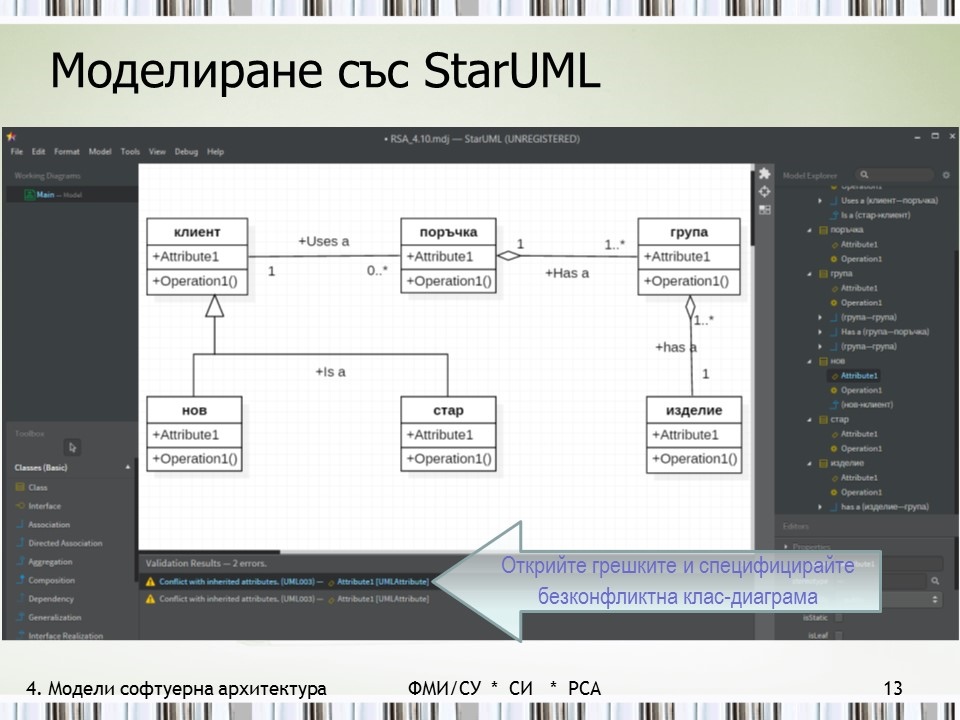 Моделиране със StarUML
• RSA_4.10.mdj — StarUML (UNREGISTERED)
File Edit Format Model Tools View Debug Help
Working Diagrams
Main — Model
Model Explorer
клиент
+Attribute1
+Operation1()
+Uses a
1
0..*
поръчка
+Attribute1
+Operation1()
1
1..*
+Has a
група
+Attribute1
+Operation1()
1..*
+has a
1
+Is a
нов
+Attribute1
+Operation1()
стар
+Attribute1
+Operation1()
изделие
+Attribute1
+Operation1()
Operation1
Uses a (клиент—поръчка)
Is a (стар-клиент)
поръчка
Attribute1
Operation1
група
Attribute1
Operation1
(група—група)
Has a (група—поръчка)
(група—група)
нов
Attribute1
Operation1
(нов-клиент)
стар
Attribute1
Operation1
изделие
Attribute1
Operation1
has a (изделие—група)
Toolbox
Classes (Basic)
Class
Interface
Association
Directed Association
Aggregation
Composition
Dependency
Generalization
Interface Realization
Validation Results — 2 errors.
Conflict with inherited attributes. (UML003) — Attribute1 [UMLAttribute]
Conflict with inherited attributes. (UML003) — Attribute1 [UMLAttribute]
Editors
Properties
Attribute1
isStatic
isLeaf
Открийте грешките и специфицирайте
безконфликтна клас-диаграма
4. Модели софтуерна архитектура
ФМИ/СУ * СИ * РСА
13